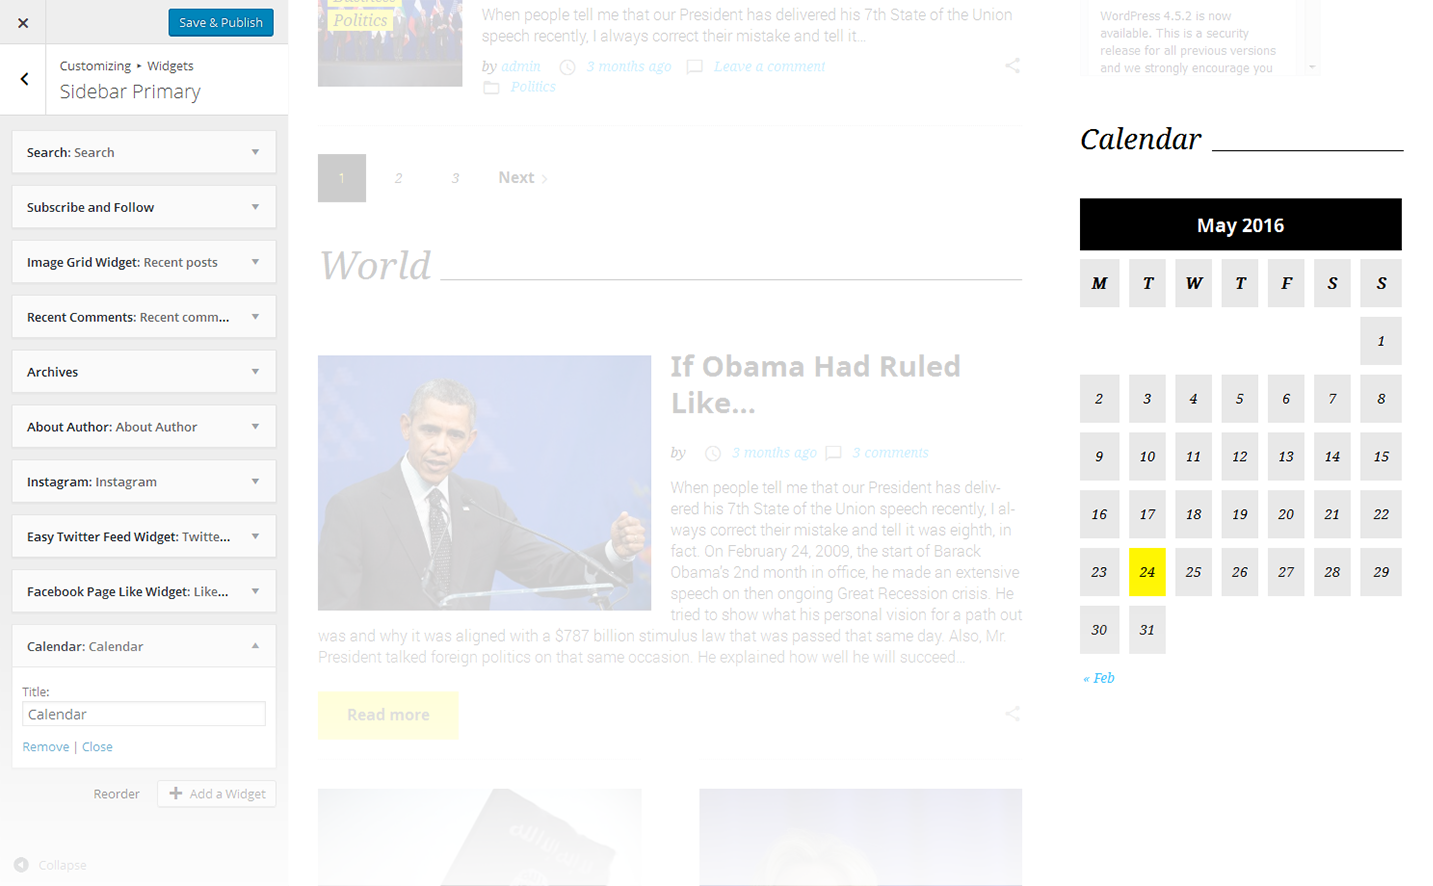 Save & Publish
Customizing ▸ Widgets
Sidebar Primary
Search: Search
Subscribe and Follow
Image Grid Widget: Recent posts
Recent Comments: Recent comm...
Archives
About Author: About Author
Instagram: Instagram
Easy Twitter Feed Widget: Twitte...
Facebook Page Like Widget: Like...
Calendar: Calendar
Title:
Calendar
Remove | Close
Reorder
Add a Widget
Collapse
Business
Politics
When people tell me that our President has delivered his 7th State of the Union
speech recently, I always correct their mistake and tell it...
by admin 3 months ago Leave a comment
Politics
1 2 3 Next
World
If Obama Had Ruled
Like...
by 3 months ago 3 comments
When people tell me that our President has deliv-
ered his 7th State of the Union speech recently, I al-
ways correct their mistake and tell it was eighth, in
fact. On February 24, 2009, the start of Barack
Obama's 2nd month in office, he made an extensive
speech on then ongoing Great Recession crisis. He
tried to show what his personal vision for a path out
was and why it was aligned with a $787 billion stimulus law that was passed that same day. Also, Mr.
President talked foreign politics on that same occasion. He explained how well he will succeed...
Read more
WordPress 4.5.2 is now
available. This is a security
release for all previous versions
and we strongly encourage you
Calendar
May 2016
M T W T F S S
1
2 3 4 5 6 7 8
9 10 11 12 13 14 15
16 17 18 19 20 21 22
23 24 25 26 27 28 29
30 31
« Feb